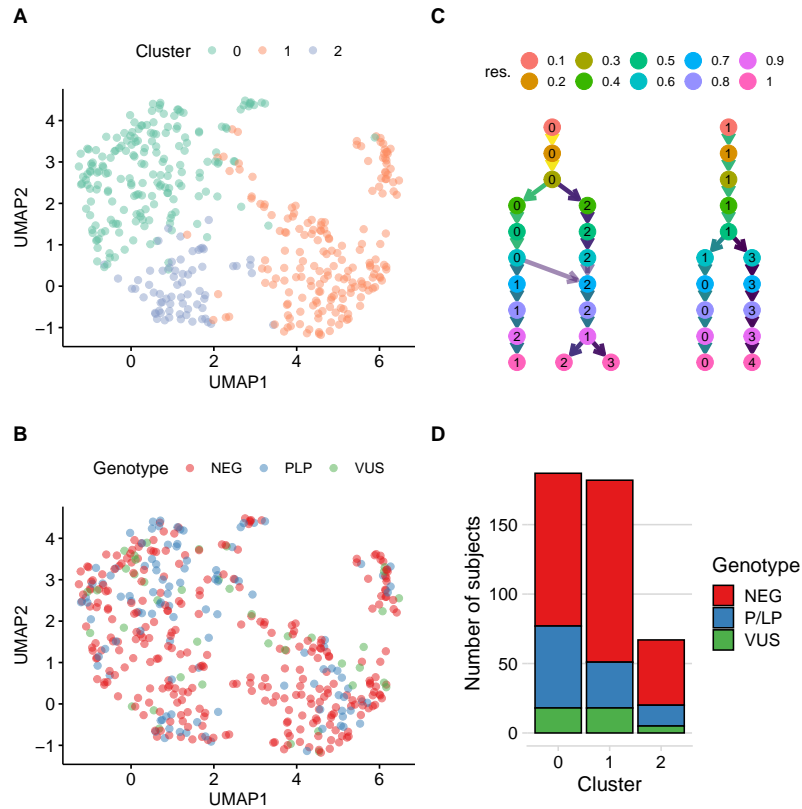 A
Cluster 0 1 2
4
3
2
1
0
−1
UMAP2
0 2 4 6
UMAP1
C
res.
0.1 0.3 0.5 0.7 0.9
0.2 0.4 0.6 0.8 1
0 1
0 1
0 1
0 2 1
0 2 1
0 2 1 3
1 2 0 3
1 2 0 3
2 1 0 3
1 2 3 0 4
B
Genotype NEG PLP VUS
4
3
2
1
0
−1
UMAP2
0 2 4 6
UMAP1
D
150
100
50
0
Number of subjects
0 1 2
Cluster
Genotype
NEG
P/LP
VUS